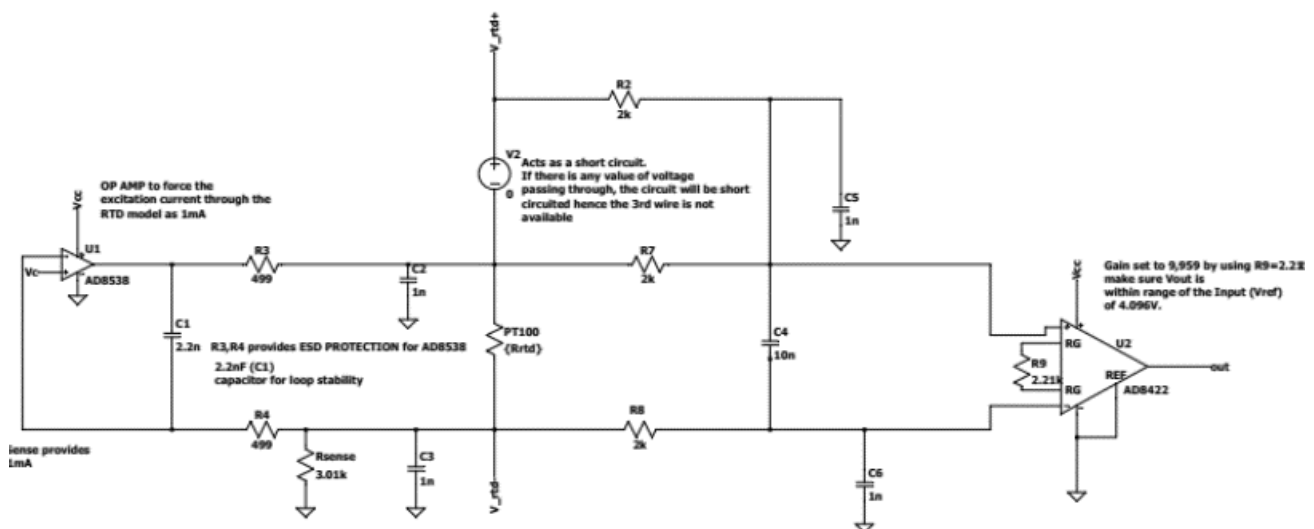 V_rtd+
R2
2k
V2
Acts as a short circuit.
If there is any value of voltage
passing through, the circuit will be short
circuited hence the 3rd wire is not
available
0
OP AMP to force the
excitation current through the
RTD model as 1mA
Vcc
U1
Vc
AD8538
R3
499
C2
1n
R7
2k
C5
1n
Vcc
Gain set to 9,959 by using R9=2.21
make sure Vout is
within range of the Input (Vref)
of 4.096V.
C1
2.2n
R3,R4 provides ESD PROTECTION for AD8538
2.2nF (C1)
capacitor for loop stability
PT100
{Rrtd}
C4
10n
RG
R9
2.21k
RG
U2
REF
AD8422
out
R4
499
R8
2k
sense provides
1mA
Rsense
3.01k
C3
1n
V_rtd-
C6
1n